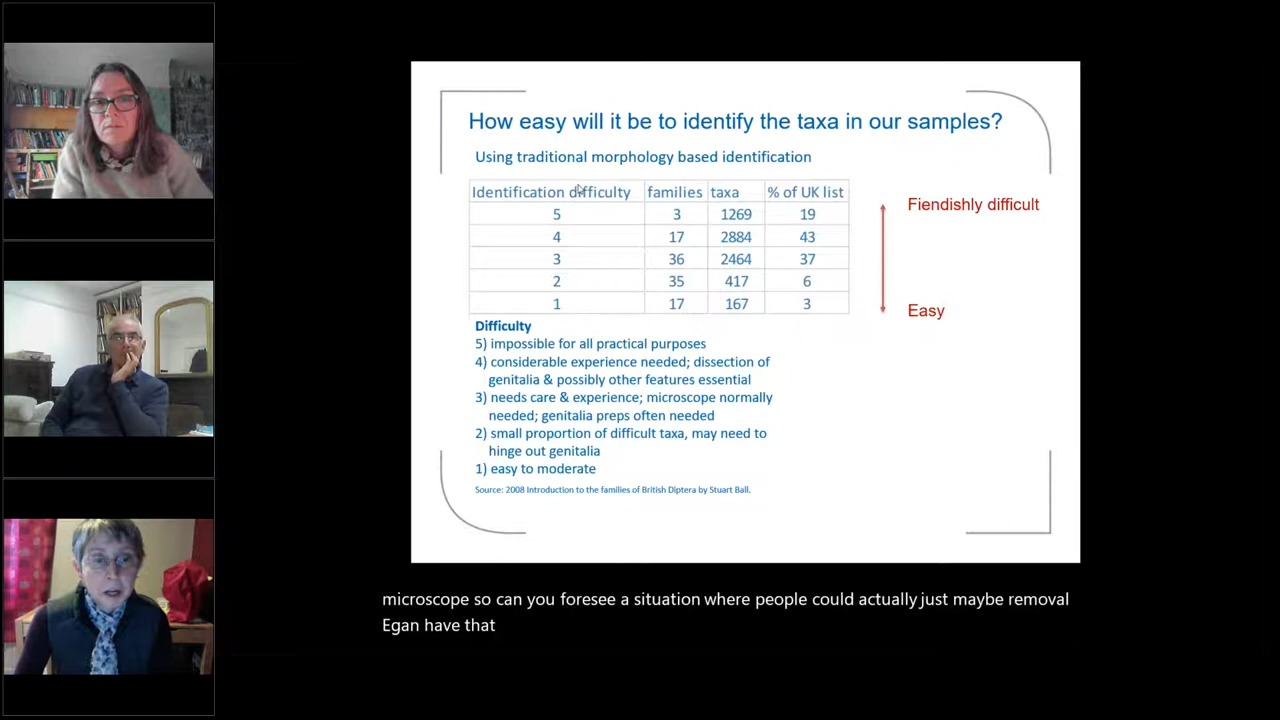 How easy will it be to identify the taxa in our samples?
Using traditional morphology based identification
Identification difficulty families taxa % of UK list
5 3 1269 19
4 17 2884 43
3 36 2464 37
2 35 417 6
1 17 167 3
Fiendishly difficult
Easy
Difficulty
5) impossible for all practical purposes
4) considerable experience needed; dissection of
genitalia & possibly other features essential
3) needs care & experience; microscope normally
needed; genitalia preps often needed
2) small proportion of difficult taxa, may need to
hinge out genitalia
1) easy to moderate
Source: 2008 Introduction to the families of British Diptera by Stuart Ball.
microscope so can you foresee a situation where people could actually just maybe removal
Egan have that